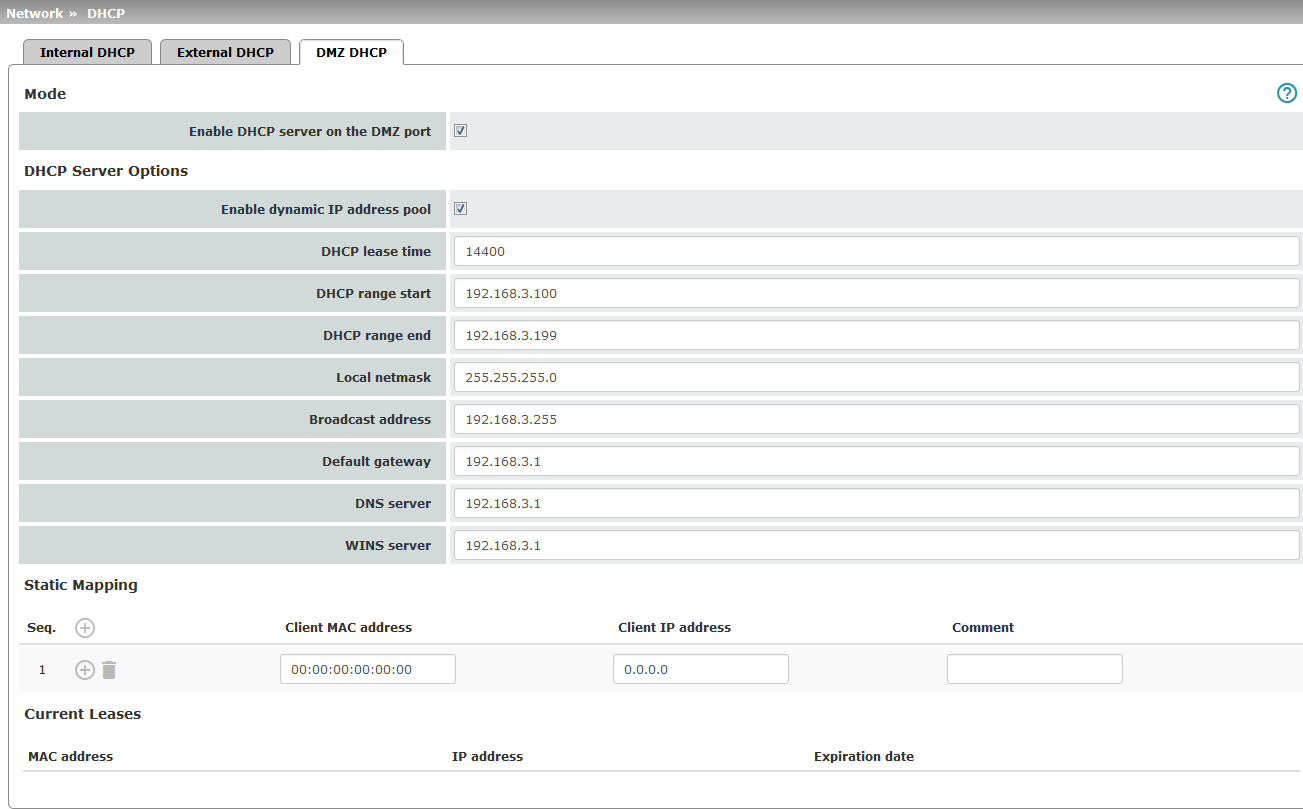 Network » DHCP
Internal DHCP External DHCP DMZ DHCP
Mode
?
Enable DHCP server on the DMZ port
DHCP Server Options
Enable dynamic IP address pool
DHCP lease time 14400
DHCP range start 192.168.3.100
DHCP range end 192.168.3.199
Local netmask 255.255.255.0
Broadcast address 192.168.3.255
Default gateway 192.168.3.1
DNS server 192.168.3.1
WINS server 192.168.3.1
Static Mapping
Seq. Client MAC address Client IP address Comment
1 00:00:00:00:00:00 0.0.0.0
Current Leases
MAC address IP address Expiration date